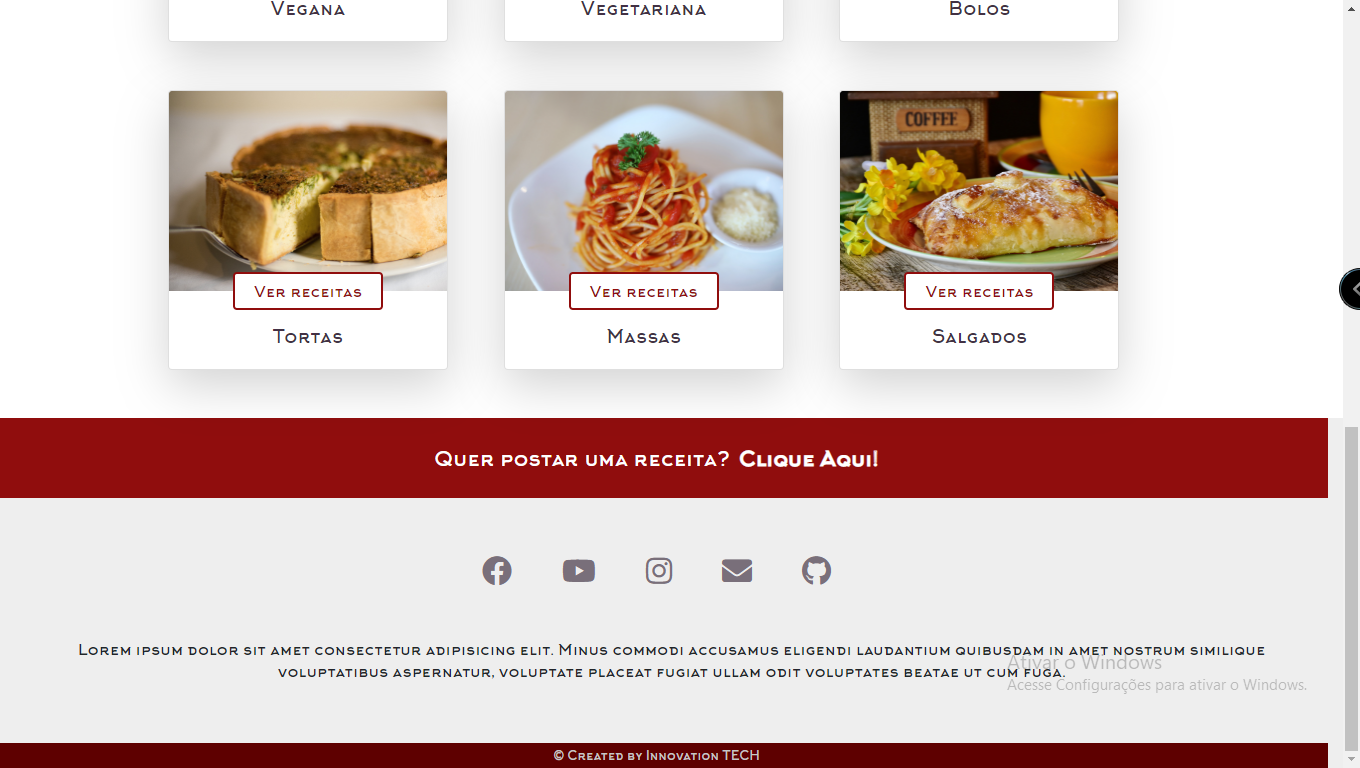 Vegana
Vegetariana
Bolos
COFFEE
Ver receitas
Ver receitas
Ver receitas
Tortas
Massas
Salgados
Quer postar uma receita? Clique Aqui!
Lorem ipsum dolor sit amet consectetur adipisicing elit. Minus commodi accusamus eligendi laudantium quibusdam in amet nostrum similique
voluptatibus aspernatur, voluptate placeat fugiat ullam odit voluptates beatae ut cum fuga.
Ativar o Windows
Acesse Configurações para ativar o Windows.
© Created by Innovation TECH